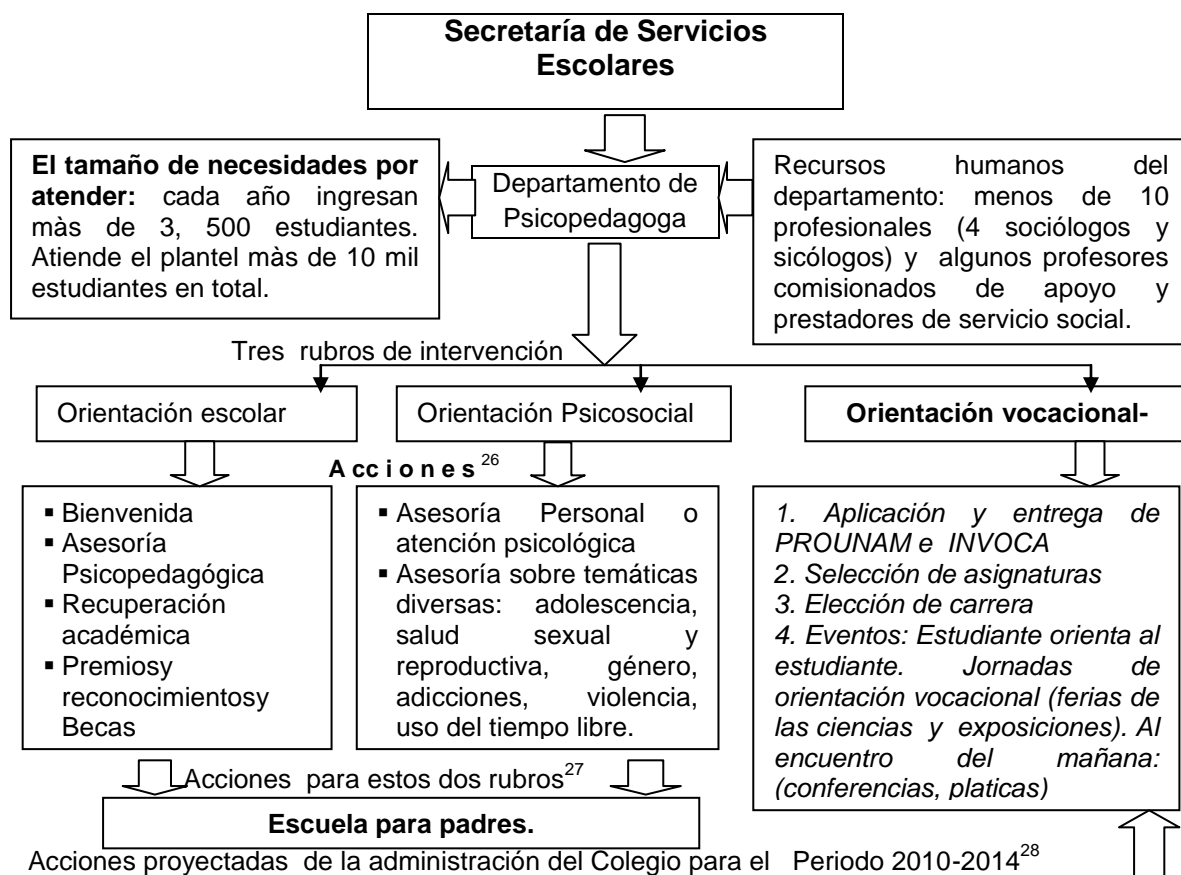 Secretaría de Servicios
Escolares
El tamaño de necesidades por
atender: cada año ingresan
màs de 3, 500 estudiantes.
Atiende el plantel màs de 10 mil
estudiantes en total.
Departamento de
Psicopedagoga
Recursos humanos del
departamento: menos de 10
profesionales (4 sociólogos y
sicólogos) y algunos profesores
comisionados de apoyo y
prestadores de servicio social.
Tres rubros de intervención
Orientación escolar
Orientación Psicosocial
Orientación vocacional-
A cc i o n e s 26
▪ Bienvenida
▪ Asesoría
Psicopedagógica
▪ Recuperación
académica
▪ Premiosy
reconocimientosy
Becas
▪ Asesoría Personal o
atención psicológica
▪ Asesoría sobre temáticas
diversas: adolescencia,
salud sexual y
reproductiva, género,
adicciones, violencia,
uso del tiempo libre.
1. Aplicación y entrega de
PROUNAM e INVOCA
2. Selección de asignaturas
3. Elección de carrera
4. Eventos: Estudiante orienta al
estudiante. Jornadas de
orientación vocacional (ferias de
las ciencias y exposiciones). Al
encuentro del mañana:
(conferencias, platicas)
Acciones para estos dos rubros27
Escuela para padres.
Acciones proyectadas de la administración del Colegio para el Periodo 2010-201428